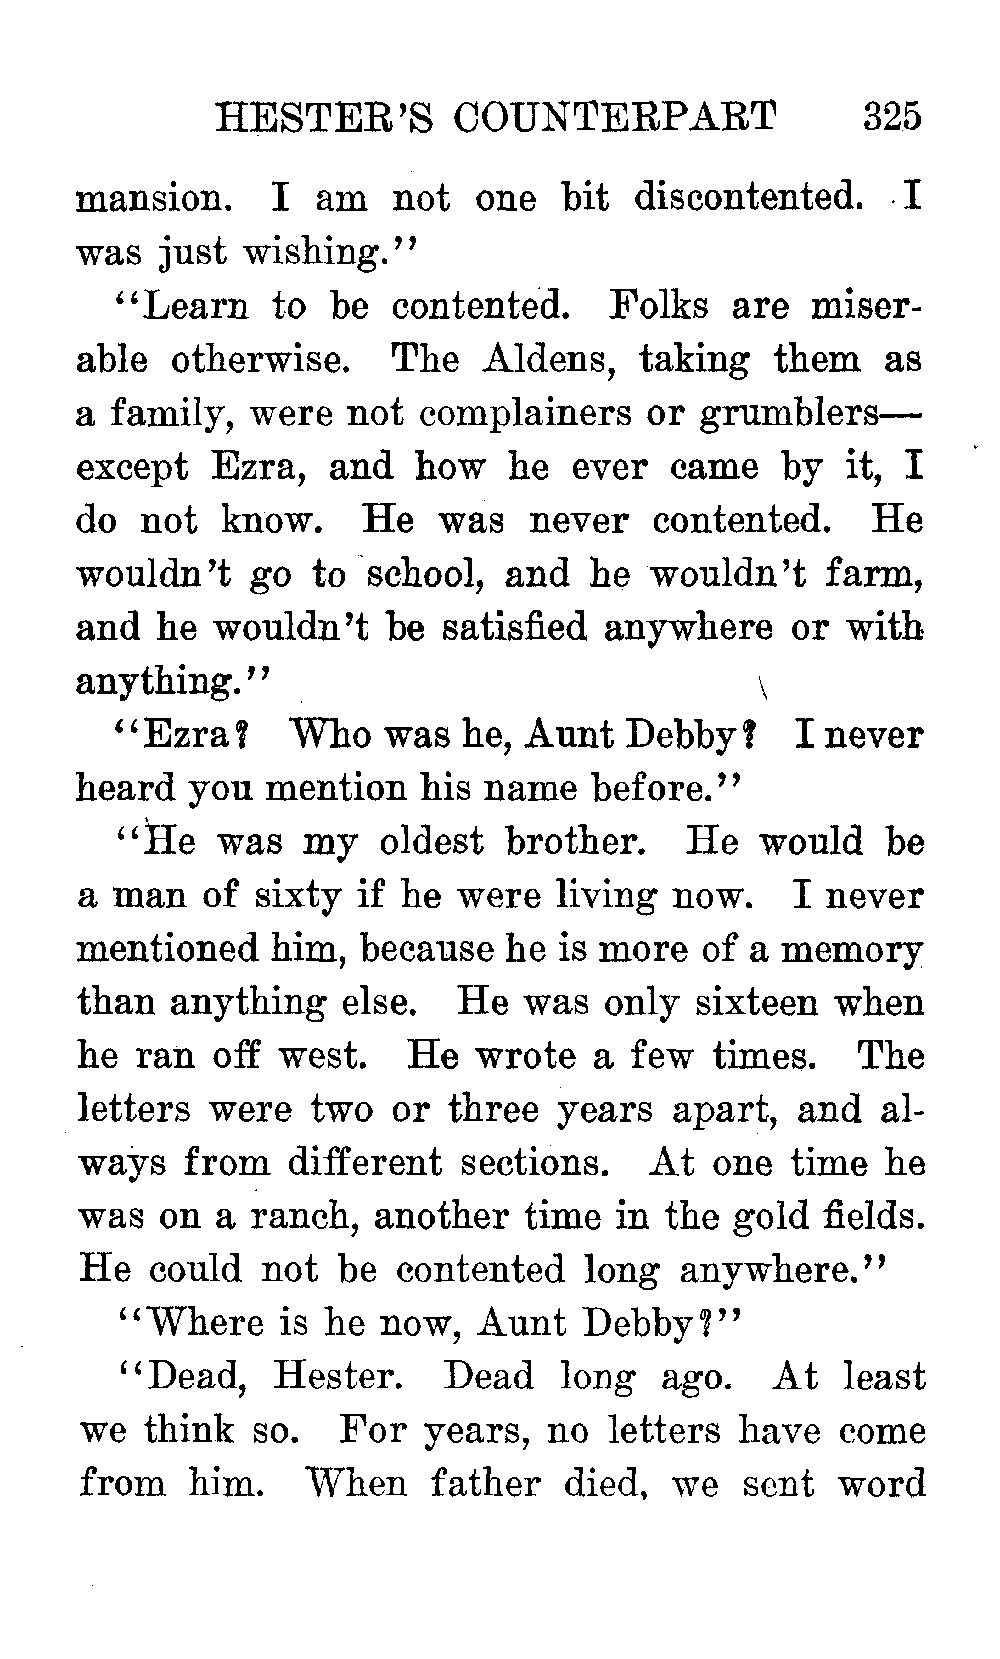 HESTER'S COUNTERPART 325
mansion. I am not one bit discontented. I
was just wishing."
"Learn to be contented. Folks are miser-
able otherwise. The Aldens, taking them as
a family, were not complainers or grumblers—
except Ezra, and how he ever came by it, I
do not know. He was never contented. He
wouldn't go to school, and he wouldn't farm,
and he wouldn't be satisfied anywhere or with
anything."
"Ezra? Who was he, Aunt Debby? I never
heard you mention his name before."
"He was my oldest brother. He would be
a man of sixty if he were living now. I never
mentioned him, because he is more of a memory
than anything else. He was only sixteen when
he ran off west. He wrote a few times. The
letters were two or three years apart, and al-
ways from different sections. At one time he
was on a ranch, another time in the gold fields.
He could not be contented long anywhere."
"Where is he now, Aunt Debby?"
"Dead, Hester. Dead long ago. At least
we think so. For years, no letters have come
from him. When father died, we sent word